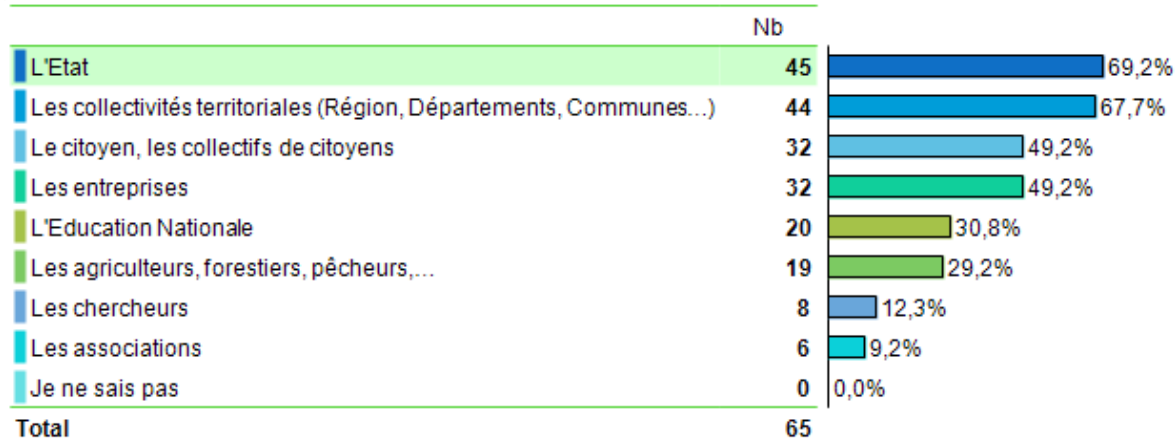 Nb
L'Etat 45 69,2%
Les collectivités territoriales (Région, Départements, Communes...) 44 67,7%
Le citoyen, les collectifs de citoyens 32 49,2%
Les entreprises 32 49,2%
L'Education Nationale 20 30,8%
Les agriculteurs, forestiers, pêcheurs,... 19 29,2%
Les chercheurs 8 12,3%
Les associations 6 9,2%
Je ne sais pas 0 0,0%
Total 65